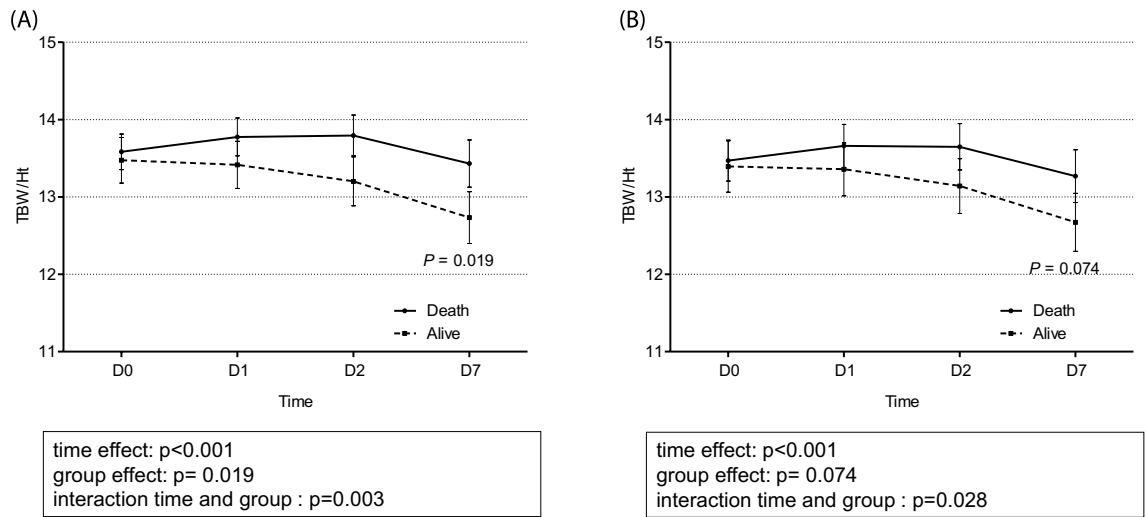 (A)
15
14
13
12
11
TBW/Ht
P = 0.019
Death
Alive
D0 D1 D2 D7
Time
time effect: p<0.001
group effect: p= 0.019
interaction time and group : p=0.003
(B)
15
14
13
12
11
TBW/Ht
P = 0.074
Death
Alive
D0 D1 D2 D7
Time
time effect: p<0.001
group effect: p= 0.074
interaction time and group : p=0.028